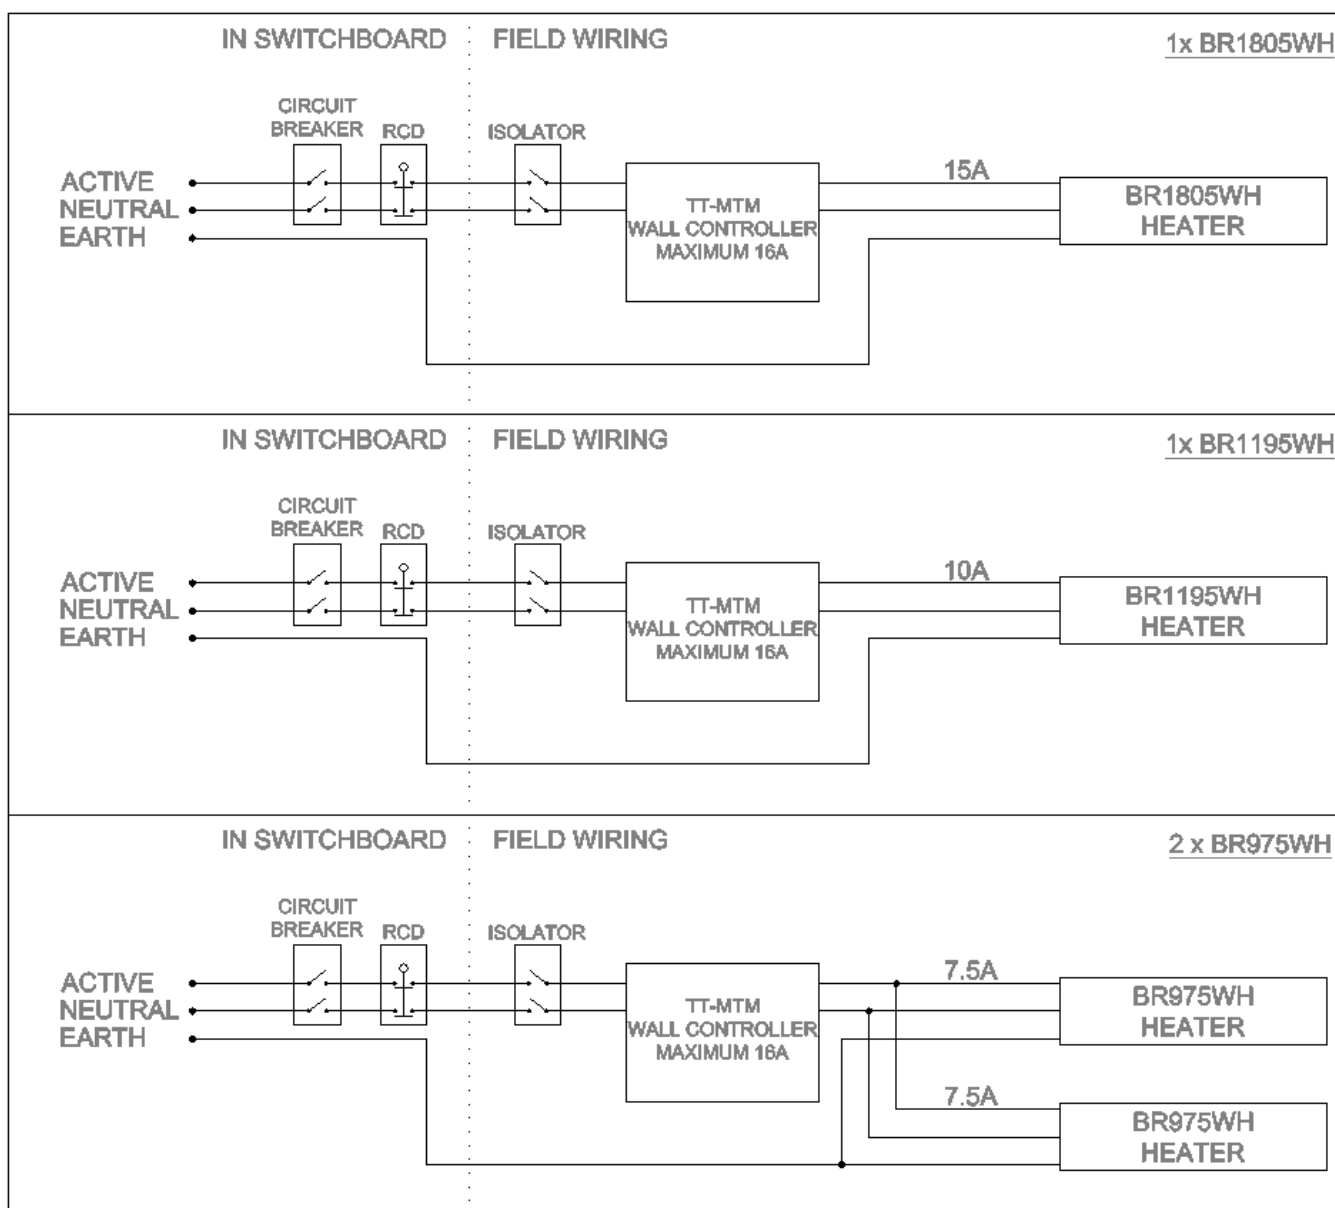 IN SWITCHBOARD FIELD WIRING 1x BR1805WH
CIRCUIT
BREAKER RCD ISOLATOR
ACTIVE
NEUTRAL
EARTH
TT-MTM
WALL CONTROLLER
MAXIMUM 16A
15A
BR1805WH
HEATER
IN SWITCHBOARD FIELD WIRING 1x BR1195WH
CIRCUIT
BREAKER RCD ISOLATOR
ACTIVE
NEUTRAL
EARTH
TT-MTM
WALL CONTROLLER
MAXIMUM 16A
10A
BR1195WH
HEATER
IN SWITCHBOARD FIELD WIRING 2 x BR975WH
CIRCUIT
BREAKER RCD ISOLATOR
ACTIVE
NEUTRAL
EARTH
TT-MTM
WALL CONTROLLER
MAXIMUM 16A
7.5A
BR975WH
HEATER
7.5A
BR975WH
HEATER